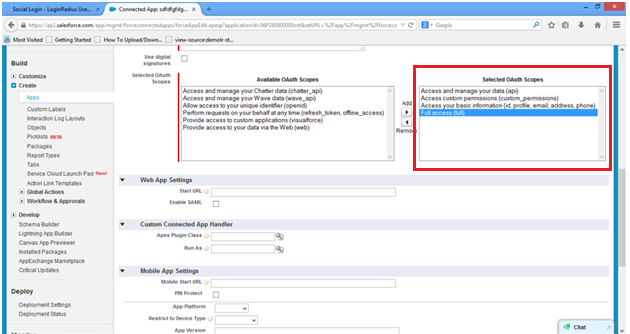 Social Login - LoginRadius Use...
Connected App: sdfdfgfdg...
https://ap2.salesforce.com/app/mgmt/forceconnectedapps/forceAppEdit.apexp?applicationId=06P28000000
Google
Most Visited
Getting Started
How To Upload/Down...
view-source:demolr-st...
Build
Customize
Create
Apps
Custom Labels
Interaction Log Layouts
Objects
Picklists BETA
Packages
Report Types
Tabs
Service Cloud Launch Pad New!
Action Link Templates
Global Actions
Workflow & Approvals
Develop
Schema Builder
Lightning App Builder
Canvas App Previewer
Installed Packages
AppExchange Marketplace
Critical Updates
Deploy
Deployment Settings
Deployment Status
Use digital signatures
Selected OAuth Scopes
Available OAuth Scopes
Access and manage your Chatter data (chatter_api)
Access and manage your Wave data (wave_api)
Allow access to your unique identifier (openid)
Perform requests on your behalf at any time (refresh_token, offline_access)
Provide access to custom applications (visualforce)
Provide access to your data via the Web (web)
Add
Remove
Selected OAuth Scopes
Access and manage your data (api)
Access custom permissions (custom_permissions)
Access your basic information (id, profile, email, address, phone)
Full access (full)
Web App Settings
Start URL
Enable SAML
Custom Connected App Handler
Apex Plugin Class
Run As
Mobile App Settings
Mobile Start URL
PIN Protect
App Platform
Restrict to Device Type
App Version
Chat